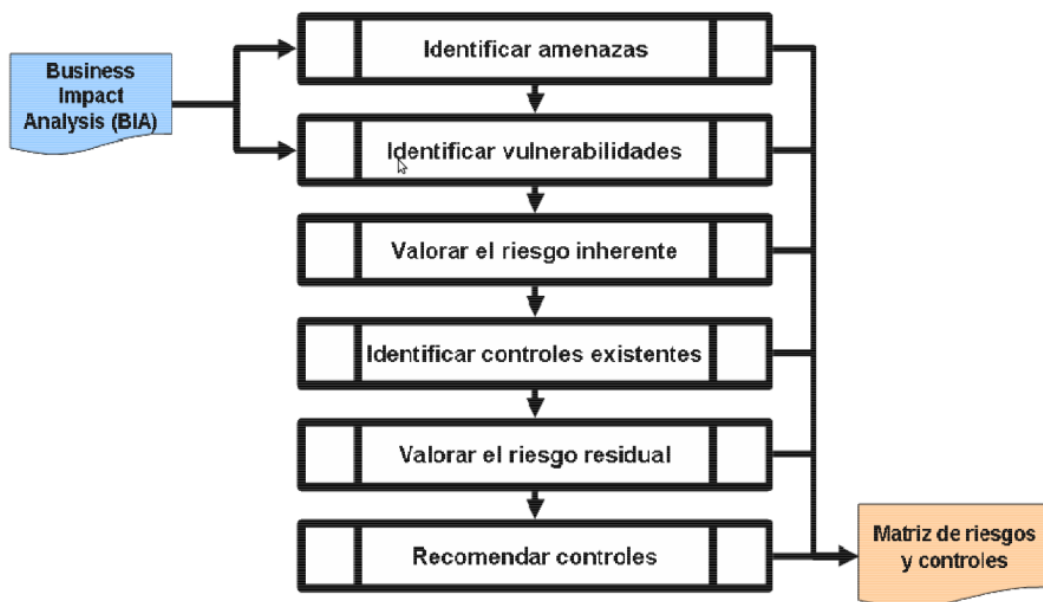 Business
Impact
Analysis (BIA)
Identificar amenazas
Identificar vulnerabilidades
Valorar el riesgo inherente
Identificar controles existentes
Valorar el riesgo residual
Recomendar controles
Matriz de riesgos
y controles